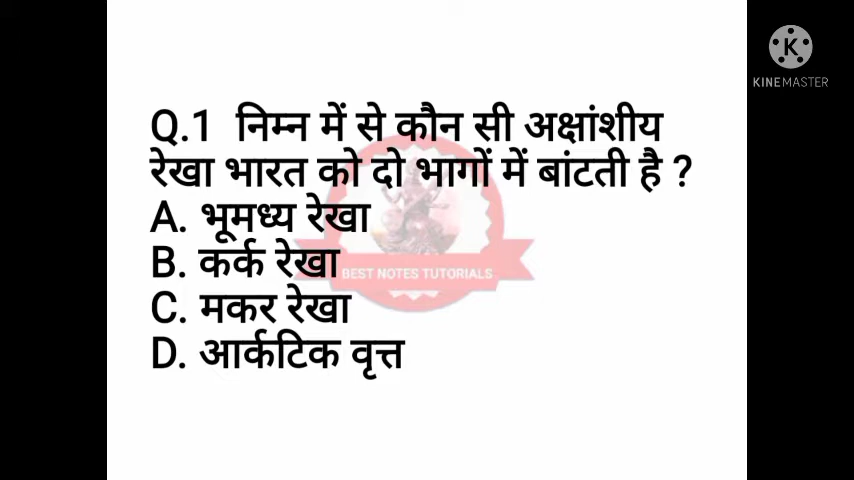 KINEMASTER
Q.1 निम्न में से कौन सी अक्षांशीय
रेखा भारत को दो भागों में बांटती है ?
A. भूमध्य रेखा
B. कर्क रेखा
BEST NOTES TUTORIALS
C. मकर रेखा
D. आर्कटिक वृत्त